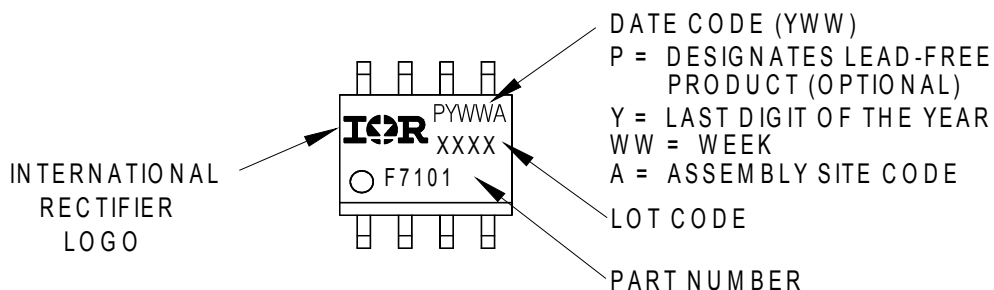 DATE CODE (YWW)
P = DESIGNATES LEAD-FREE
PRODUCT (OPTIONAL)
Y = LAST DIGIT OF THE YEAR
WW = WEEK
A = ASSEMBLY SITE CODE
LOT CODE
PART NUMBER
INTERNATIONAL
RECTIFIER
LOGO
IOR
PYWWA
XXXX
F7101